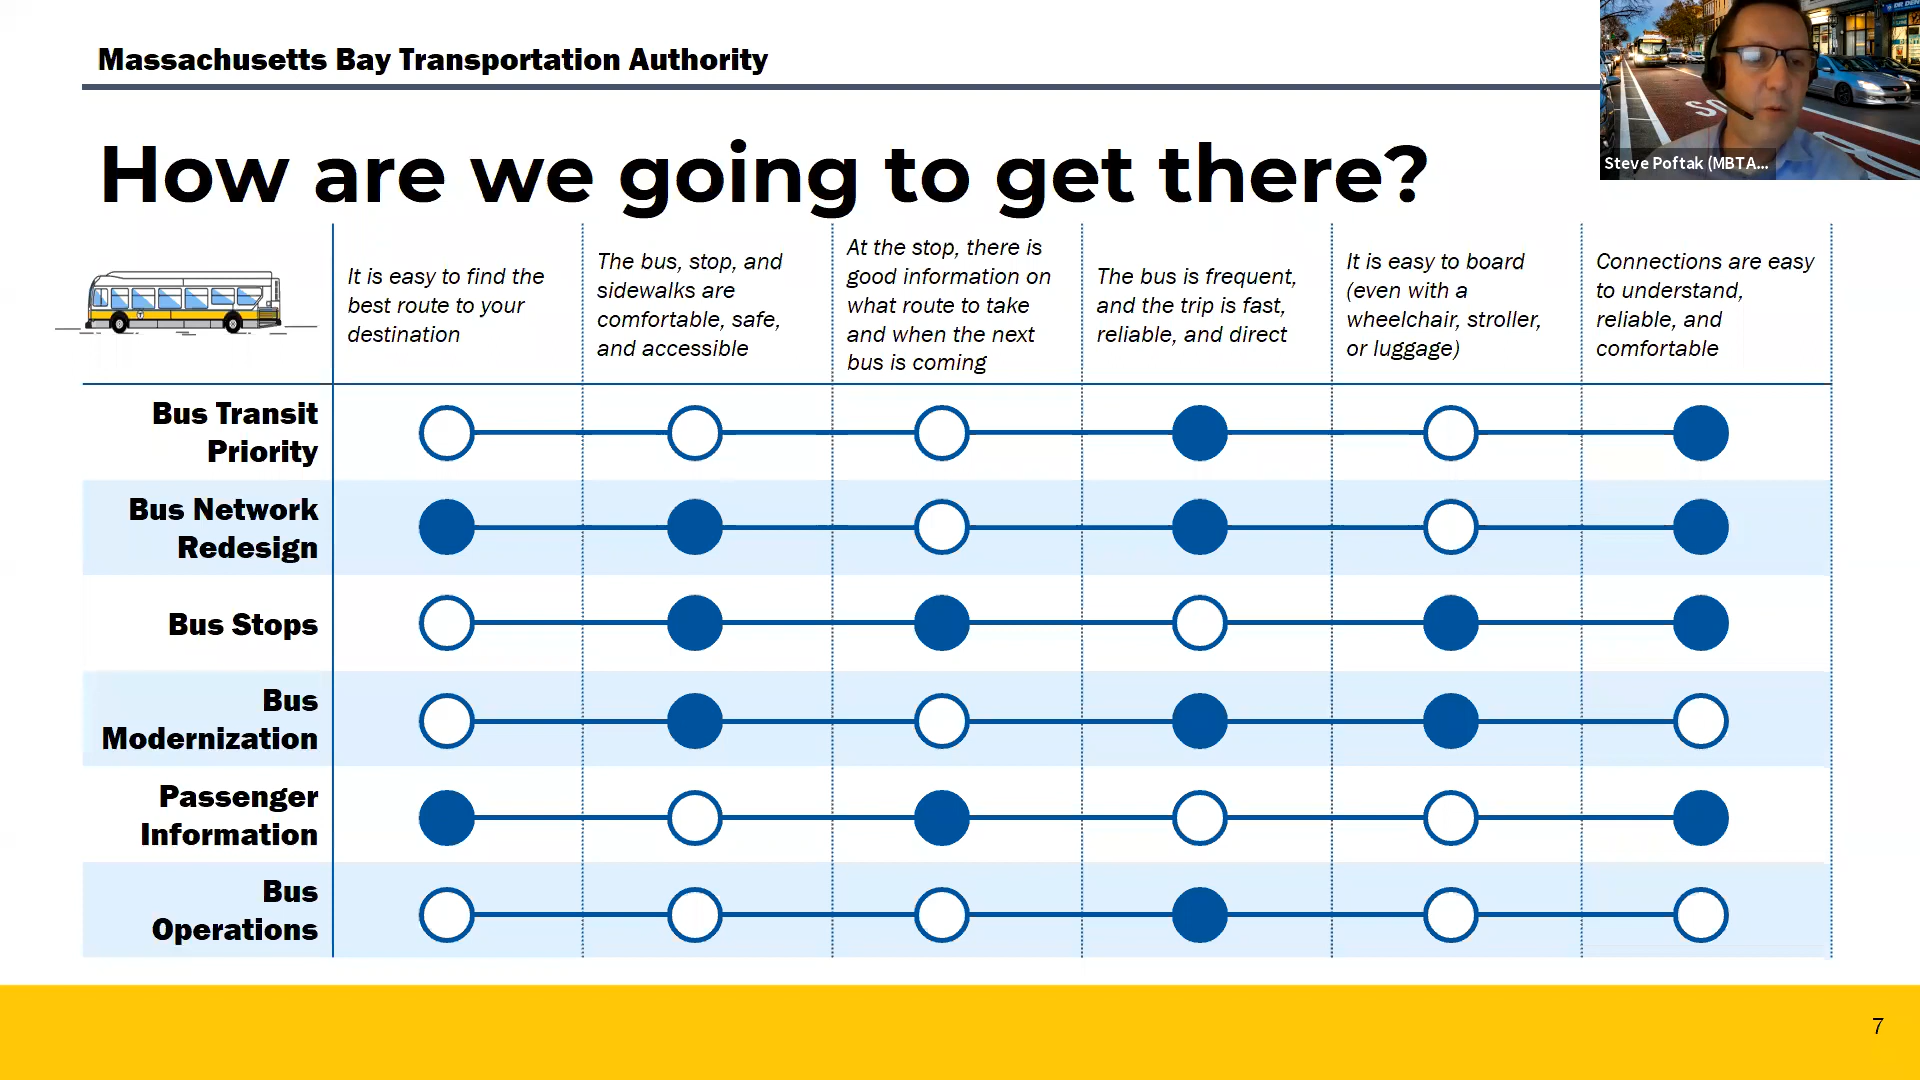 Massachusetts Bay Transportation Authority
DR DEN
Steve Poftak (MBTA...
How are we going to get there?
It is easy to find the
best route to your
destination
The bus, stop, and
sidewalks are
comfortable, safe,
and accessible
At the stop, there is
good information on
what route to take
and when the next
bus is coming
The bus is frequent,
and the trip is fast,
reliable, and direct
It is easy to board
(even with a
wheelchair, stroller,
or luggage)
Connections are easy
to understand,
reliable, and
comfortable
Bus Transit
Priority
Bus Network
Redesign
Bus Stops
Bus
Modernization
Passenger
Information
Bus
Operations
7